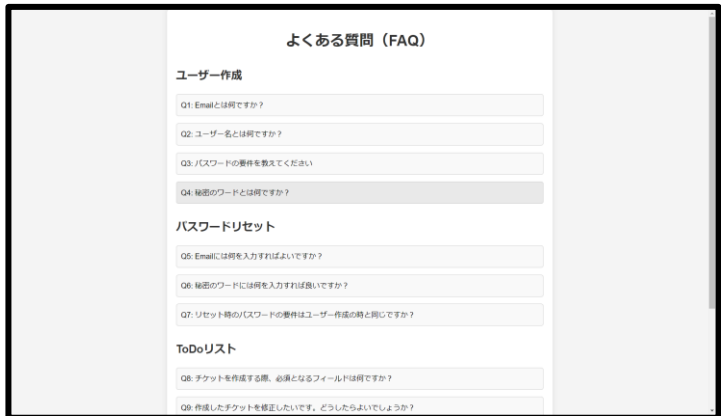 よくある質問（FAQ）
ユーザー作成
Q1: Emailとは何ですか？
Q2: ユーザー名とは何ですか？
Q3: パスワードの要件を教えてください
Q4: 秘密のワードとは何ですか？
パスワードリセット
Q5: Emailには何を入力すればよいですか？
Q6: 秘密のワードには何を入力すれば良いですか？
Q7: リセット時のパスワードの要件はユーザー作成の時と同じですか？
ToDoリスト
Q8: チケットを作成する際、必須となるフィールドは何ですか？
Q9: 作成したチケットを修正したいです。どうしたらよいでしょうか？